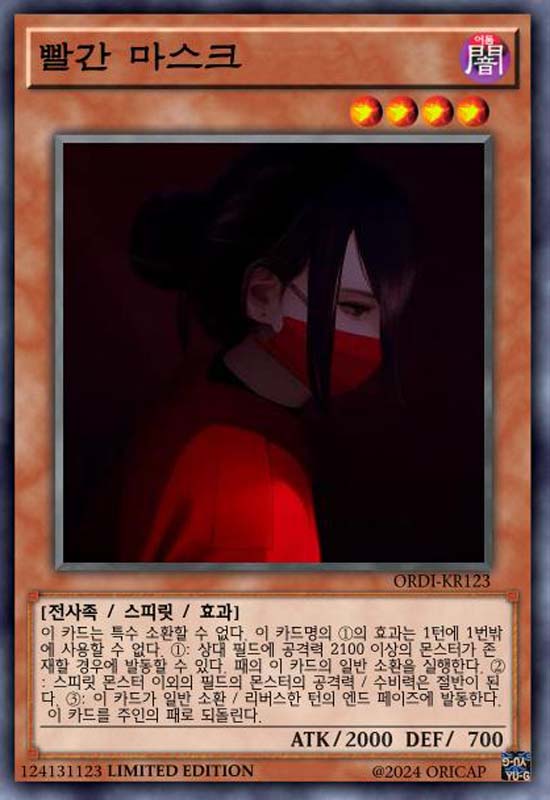 빨간 마스크
어둠
闇
ORDI-KR123
[전사족 / 스피릿 / 효과]
이 카드는 특수 소환할 수 없다. 이 카드명의 ①의 효과는 1턴에 1번밖
에 사용할 수 없다. ①: 상대 필드에 공격력 2100 이상의 몬스터가 존
재할 경우에 발동할 수 있다. 패의 이 카드의 일반 소환을 실행한다. ②
: 스피릿 몬스터 이외의 필드의 몬스터의 공격력 / 수비력은 절반이 된
다. ③: 이 카드가 일반 소환 / 리버스한 턴의 엔드 페이즈에 발동한다.
이 카드를 주인의 패로 되돌린다.
ATK/2000 DEF/ 700
124131123 LIMITED EDITION
©2024 ORICAP